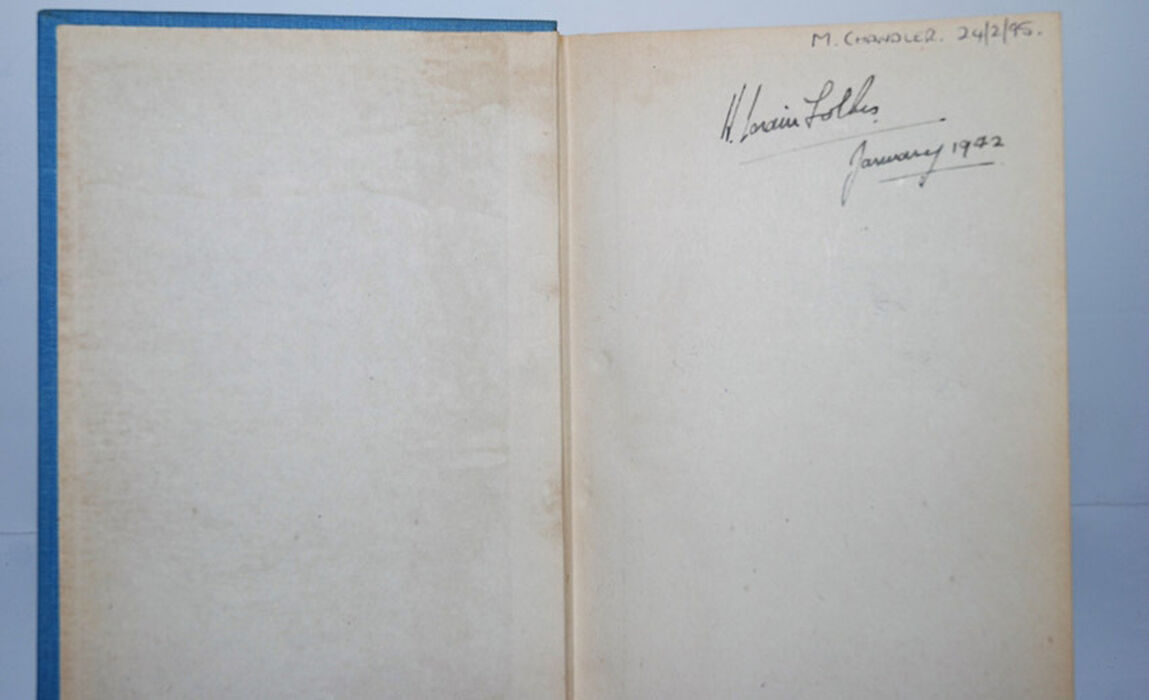 M. CHANDLER. 24/2/95.
H. Lorain Folkes
January 1942